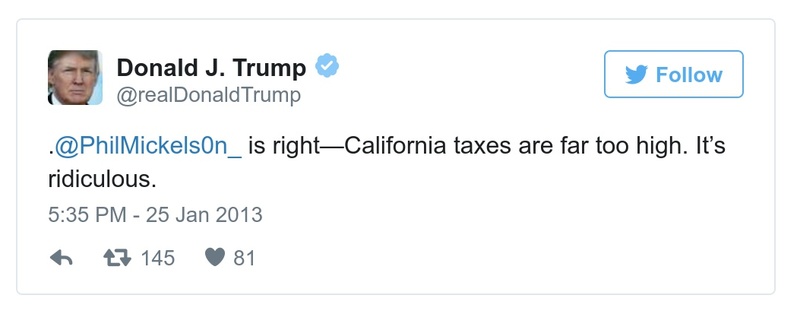 Donald J. Trump
@realDonaldTrump
Follow
.@PhilMickels0n_ is right—California taxes are far too high. It’s
ridiculous.
5:35 PM - 25 Jan 2013
145 81